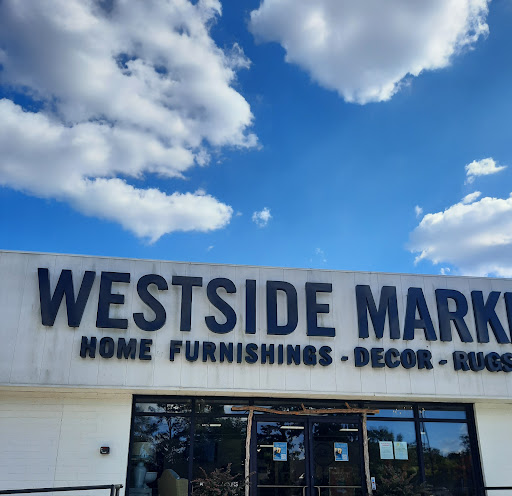 WESTSIDE MARK
HOME FURNISHINGS - DECOR - RUGS